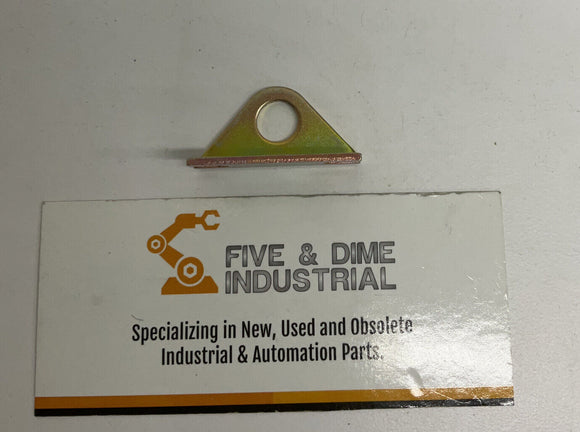 FIVE & DIME
INDUSTRIAL
Specializing in New, Used and Obsolete
Industrial & Automation Parts.